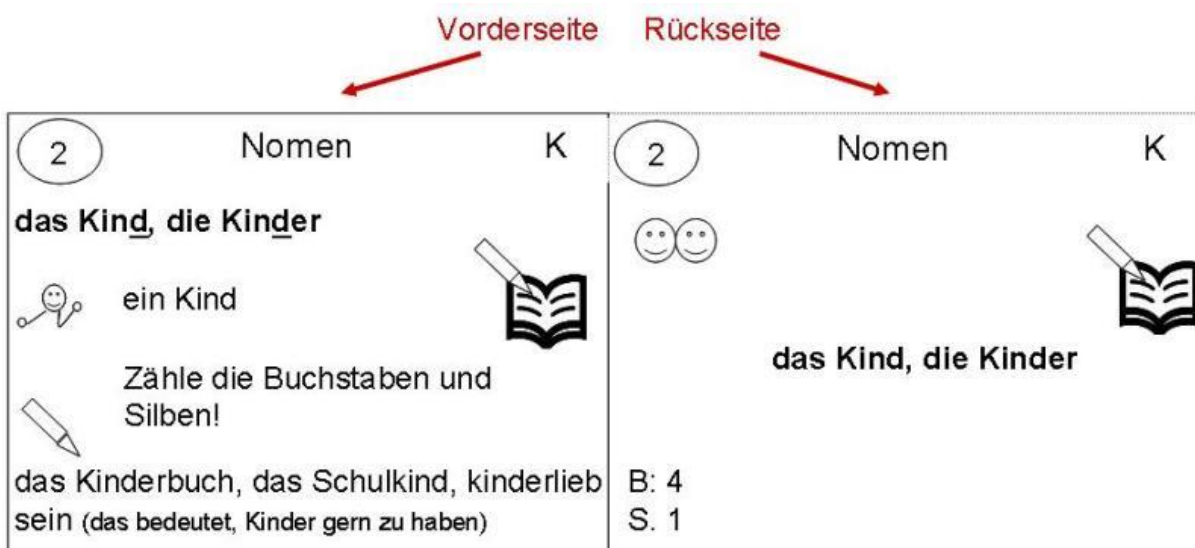 Vorderseite Rückseite
2 Nomen K
das Kind, die Kinder
ein Kind
Zähle die Buchstaben und
Silben!
das Kinderbuch, das Schulkind, kinderlieb
sein (das bedeutet, Kinder gern zu haben)
2 Nomen K
das Kind, die Kinder
B: 4
S. 1